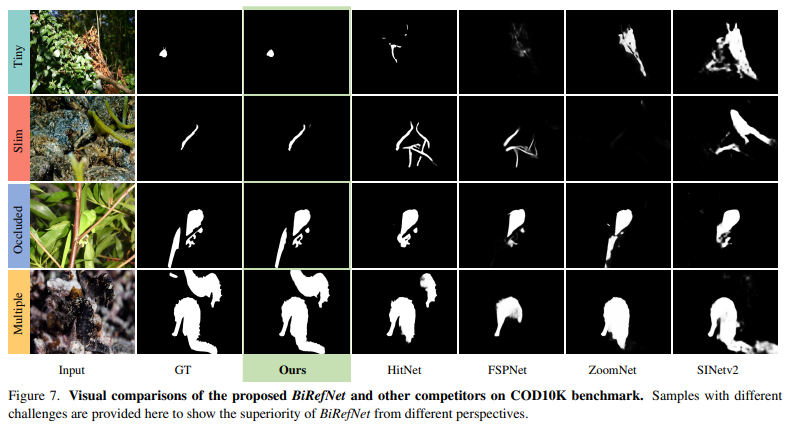 Tiny
Slim
Occluded
Multiple
Input GT Ours HitNet FSPNet ZoomNet SINetv2
Figure 7. Visual comparisons of the proposed BiRefNet and other competitors on COD10K benchmark. Samples with different
challenges are provided here to show the superiority of BiRefNet from different perspectives.